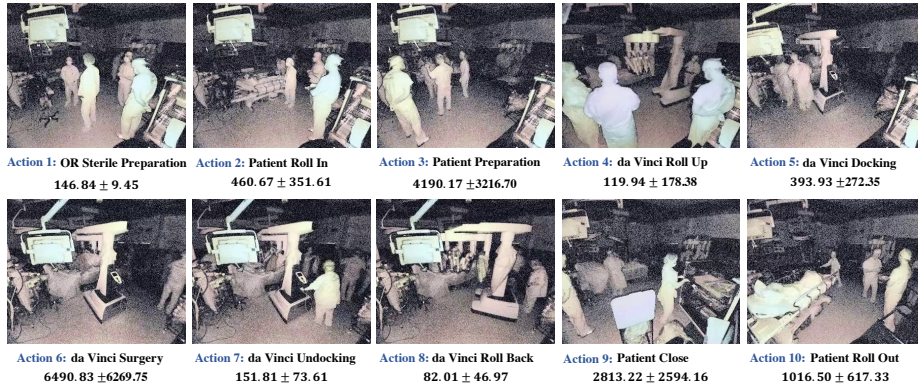 Action 1: OR Sterile Preparation
146.84 ± 9.45
Action 2: Patient Roll In
460.67 ± 351.61
Action 3: Patient Preparation
4190.17 ±3216.70
Action 4: da Vinci Roll Up
119.94 ± 178.38
Action 5: da Vinci Docking
393.93 ±272.35
Action 6: da Vinci Surgery
6490.83 ±6269.75
Action 7: da Vinci Undocking
151.81 ± 73.61
Action 8: da Vinci Roll Back
82.01 ± 46.97
Action 9: Patient Close
2813.22 ± 2594.16
Action 10: Patient Roll Out
1016.50 ± 617.33